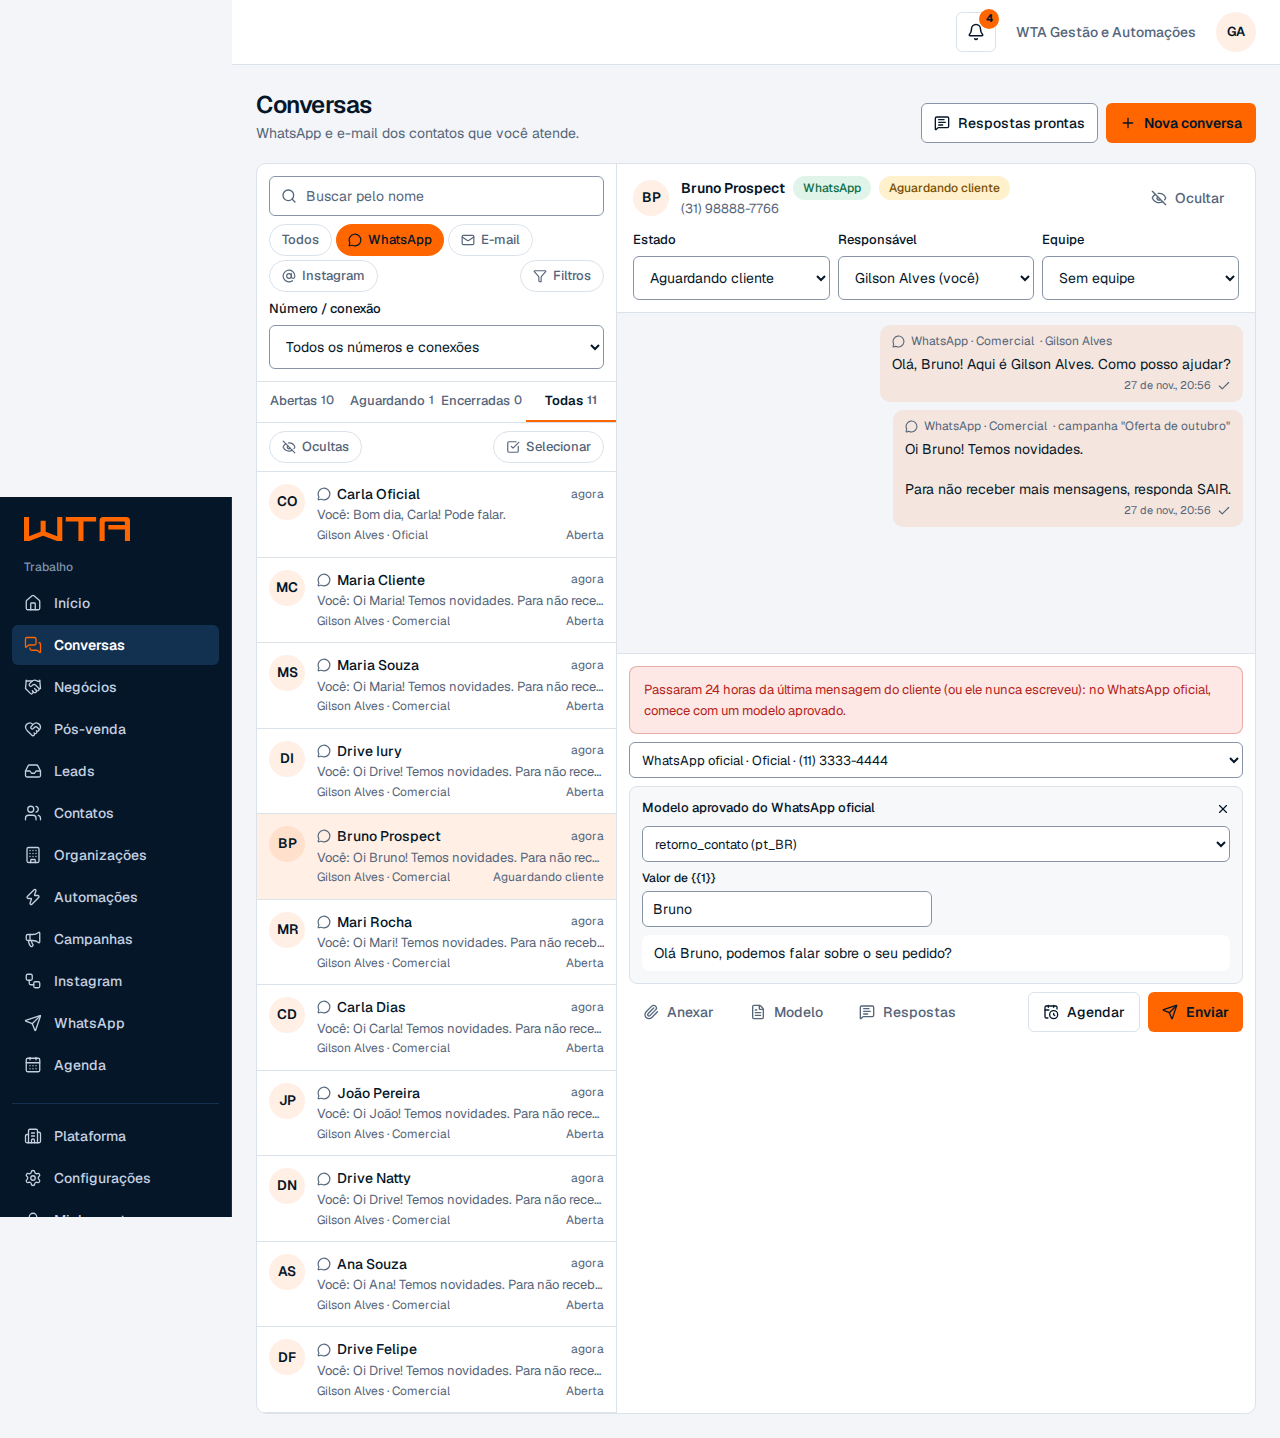 4
WTA Gestão e Automações
GA
Conversas
WhatsApp e e-mail dos contatos que você atende.
Respostas prontas
Nova conversa
WTA
Trabalho
Início
Conversas
Negócios
Pós-venda
Leads
Contatos
Organizações
Automações
Campanhas
Instagram
WhatsApp
Agenda
Plataforma
Configurações
Buscar pelo nome
Todos
WhatsApp
E-mail
Instagram
Filtros
Número / conexão
Todos os números e conexões
Abertas 10
Aguardando 1
Encerradas 0
Todas 11
Ocultas
Selecionar
CO
Carla Oficial
agora
Você: Bom dia, Carla! Pode falar.
Gilson Alves · Oficial
Aberta
MC
Maria Cliente
agora
Você: Oi Maria! Temos novidades. Para não rece...
Gilson Alves · Comercial
Aberta
MS
Maria Souza
agora
Você: Oi Maria! Temos novidades. Para não rece...
Gilson Alves · Comercial
Aberta
DI
Drive Iury
agora
Você: Oi Drive! Temos novidades. Para não rece...
Gilson Alves · Comercial
Aberta
BP
Bruno Prospect
agora
Você: Oi Bruno! Temos novidades. Para não rec...
Gilson Alves · Comercial
Aguardando cliente
MR
Mari Rocha
agora
Você: Oi Mari! Temos novidades. Para não receb...
Gilson Alves · Comercial
Aberta
CD
Carla Dias
agora
Você: Oi Carla! Temos novidades. Para não rece...
Gilson Alves · Comercial
Aberta
JP
João Pereira
agora
Você: Oi João! Temos novidades. Para não rece...
Gilson Alves · Comercial
Aberta
DN
Drive Natty
agora
Você: Oi Drive! Temos novidades. Para não rece...
Gilson Alves · Comercial
Aberta
AS
Ana Souza
agora
Você: Oi Ana! Temos novidades. Para não receb...
Gilson Alves · Comercial
Aberta
DF
Drive Felipe
agora
Você: Oi Drive! Temos novidades. Para não rece...
Gilson Alves · Comercial
Aberta
BP
Bruno Prospect
WhatsApp
Aguardando cliente
(31) 98888-7766
Ocultar
Estado
Responsável
Equipe
Aguardando cliente
Gilson Alves (você)
Sem equipe
WhatsApp · Comercial · Gilson Alves
Olá, Bruno! Aqui é Gilson Alves. Como posso ajudar?
27 de nov., 20:56
WhatsApp · Comercial · campanha "Oferta de outubro"
Oi Bruno! Temos novidades.
Para não receber mais mensagens, responda SAIR.
27 de nov., 20:56
Passaram 24 horas da última mensagem do cliente (ou ele nunca escreveu): no WhatsApp oficial,
comece com um modelo aprovado.
WhatsApp oficial · Oficial · (11) 3333-4444
Modelo aprovado do WhatsApp oficial
retorno_contato (pt_BR)
Valor de {{1}}
Bruno
Olá Bruno, podemos falar sobre o seu pedido?
Anexar
Modelo
Respostas
Agendar
Enviar